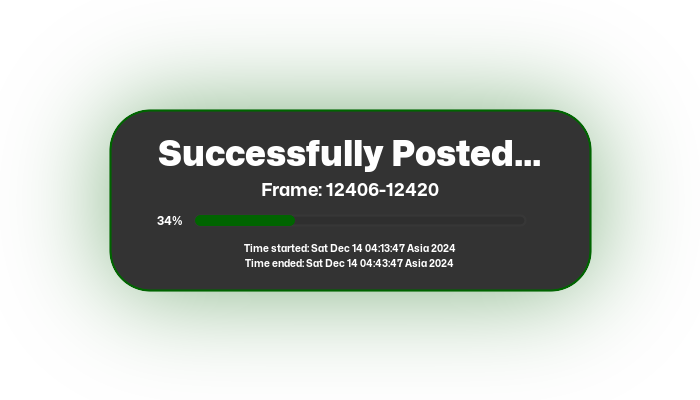 Successfully Posted...
Frame: 12406-12420
34%
Time started: Sat Dec 14 04:13:47 Asia 2024
Time ended: Sat Dec 14 04:43:47 Asia 2024